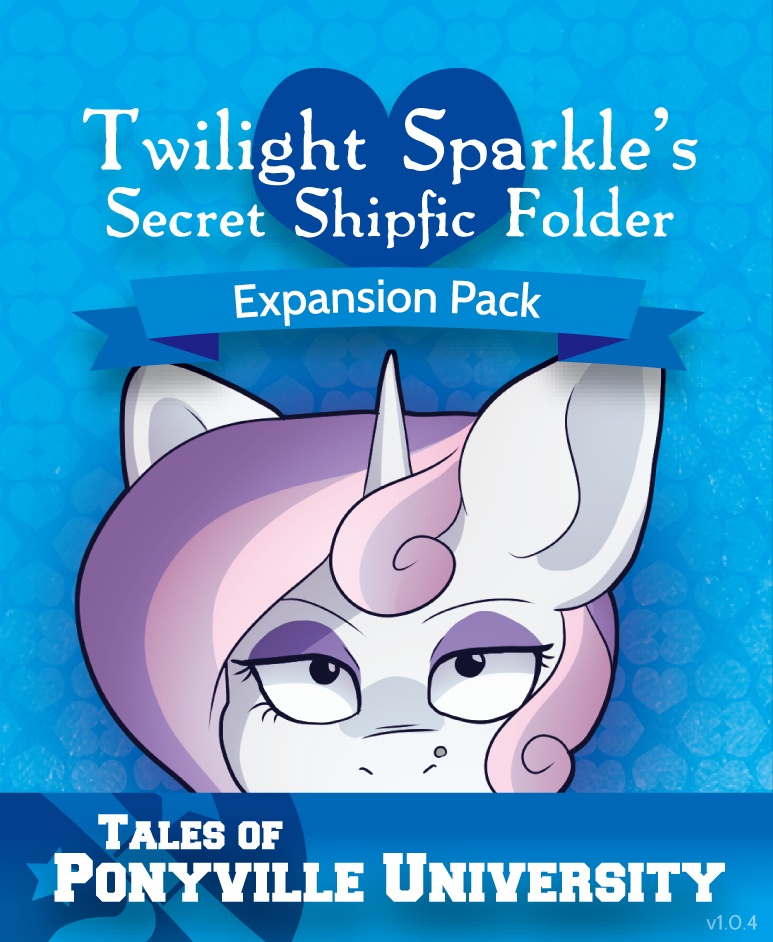 Twilight Sparkle's
Secret Shipfic Folder
Expansion Pack
Tales of
Ponyville University
v1.0.4